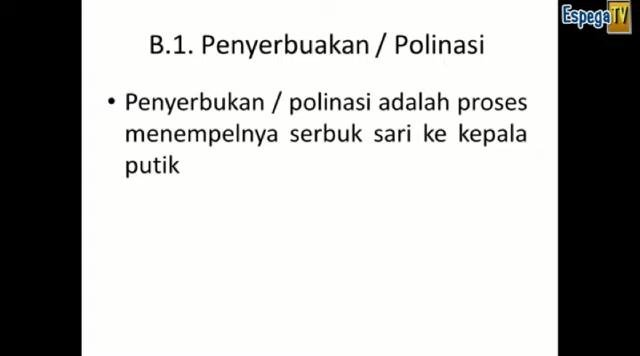 EspegaTV
B.1. Penyerbuakan / Polinasi
• Penyerbukan / polinasi adalah proses
menempelnya serbuk sari ke kepala
putik